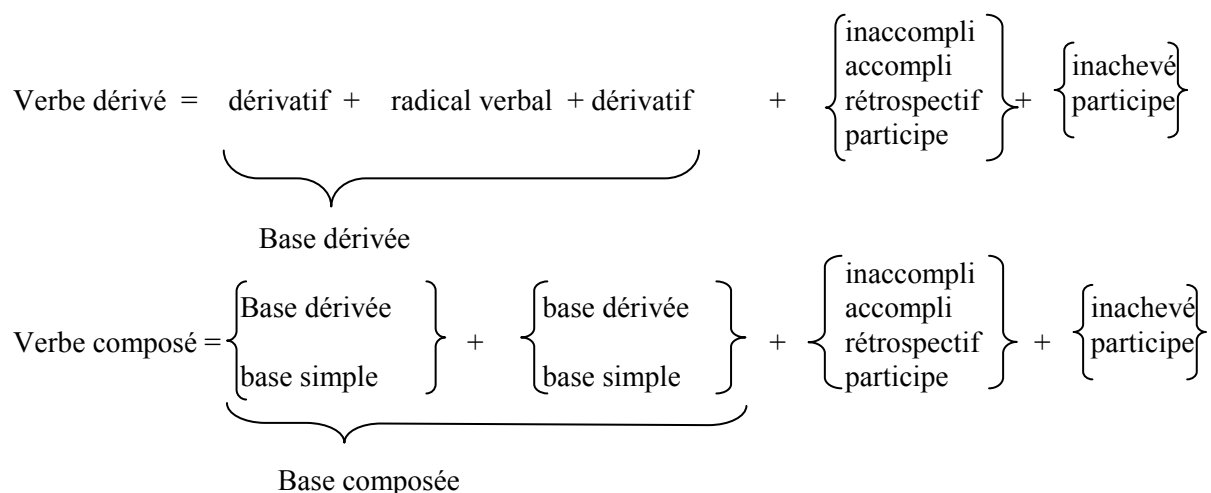 inaccompli
accompli inachevé
Verbe dérivé = dérivatif + radical verbal + dérivatif + rétrospectif + participe
participe
Base dérivée
inaccompli
Base dérivée base dérivée accompli inachevé
Verbe composé = + + rétrospectif + participe
base simple base simple participe
Base composée